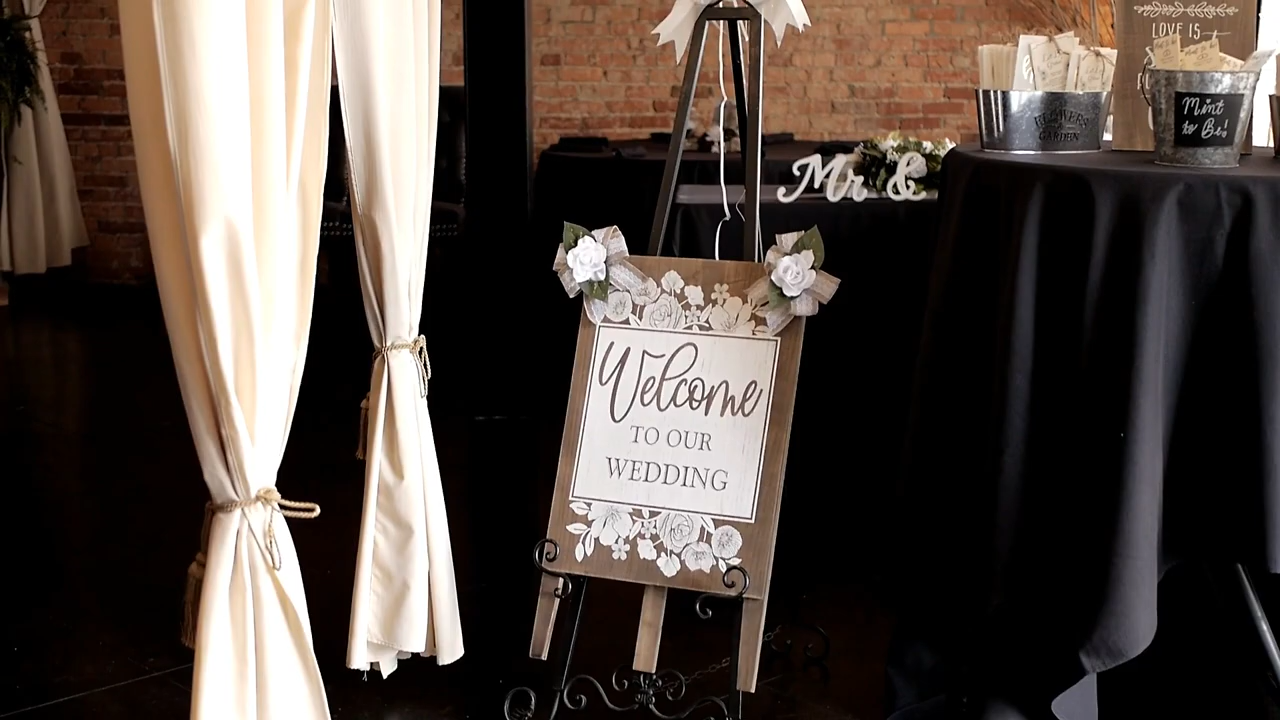 LOVE IS
FLOWERS
&
GARDEN
Mint
to Be!
Mr &
Welcome
TO OUR
WEDDING